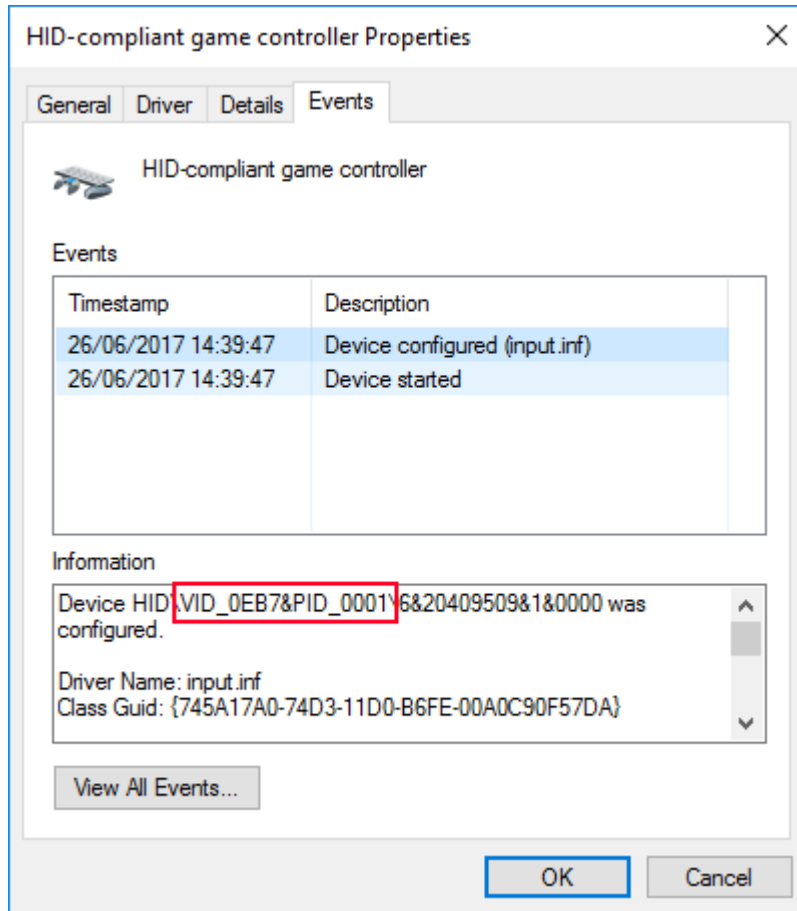 HID-compliant game controller Properties
General Driver Details Events
HID-compliant game controller
Events
Timestamp Description
26/06/2017 14:39:47 Device configured (input.inf)
26/06/2017 14:39:47 Device started
Information
Device HID\VID_0EB7&PID_0001\6&20409509&1&0000 was
configured.
Driver Name: input.inf
Class Guid: {745A17A0-74D3-11D0-B6FE-00A0C90F57DA}
View All Events...
OK Cancel